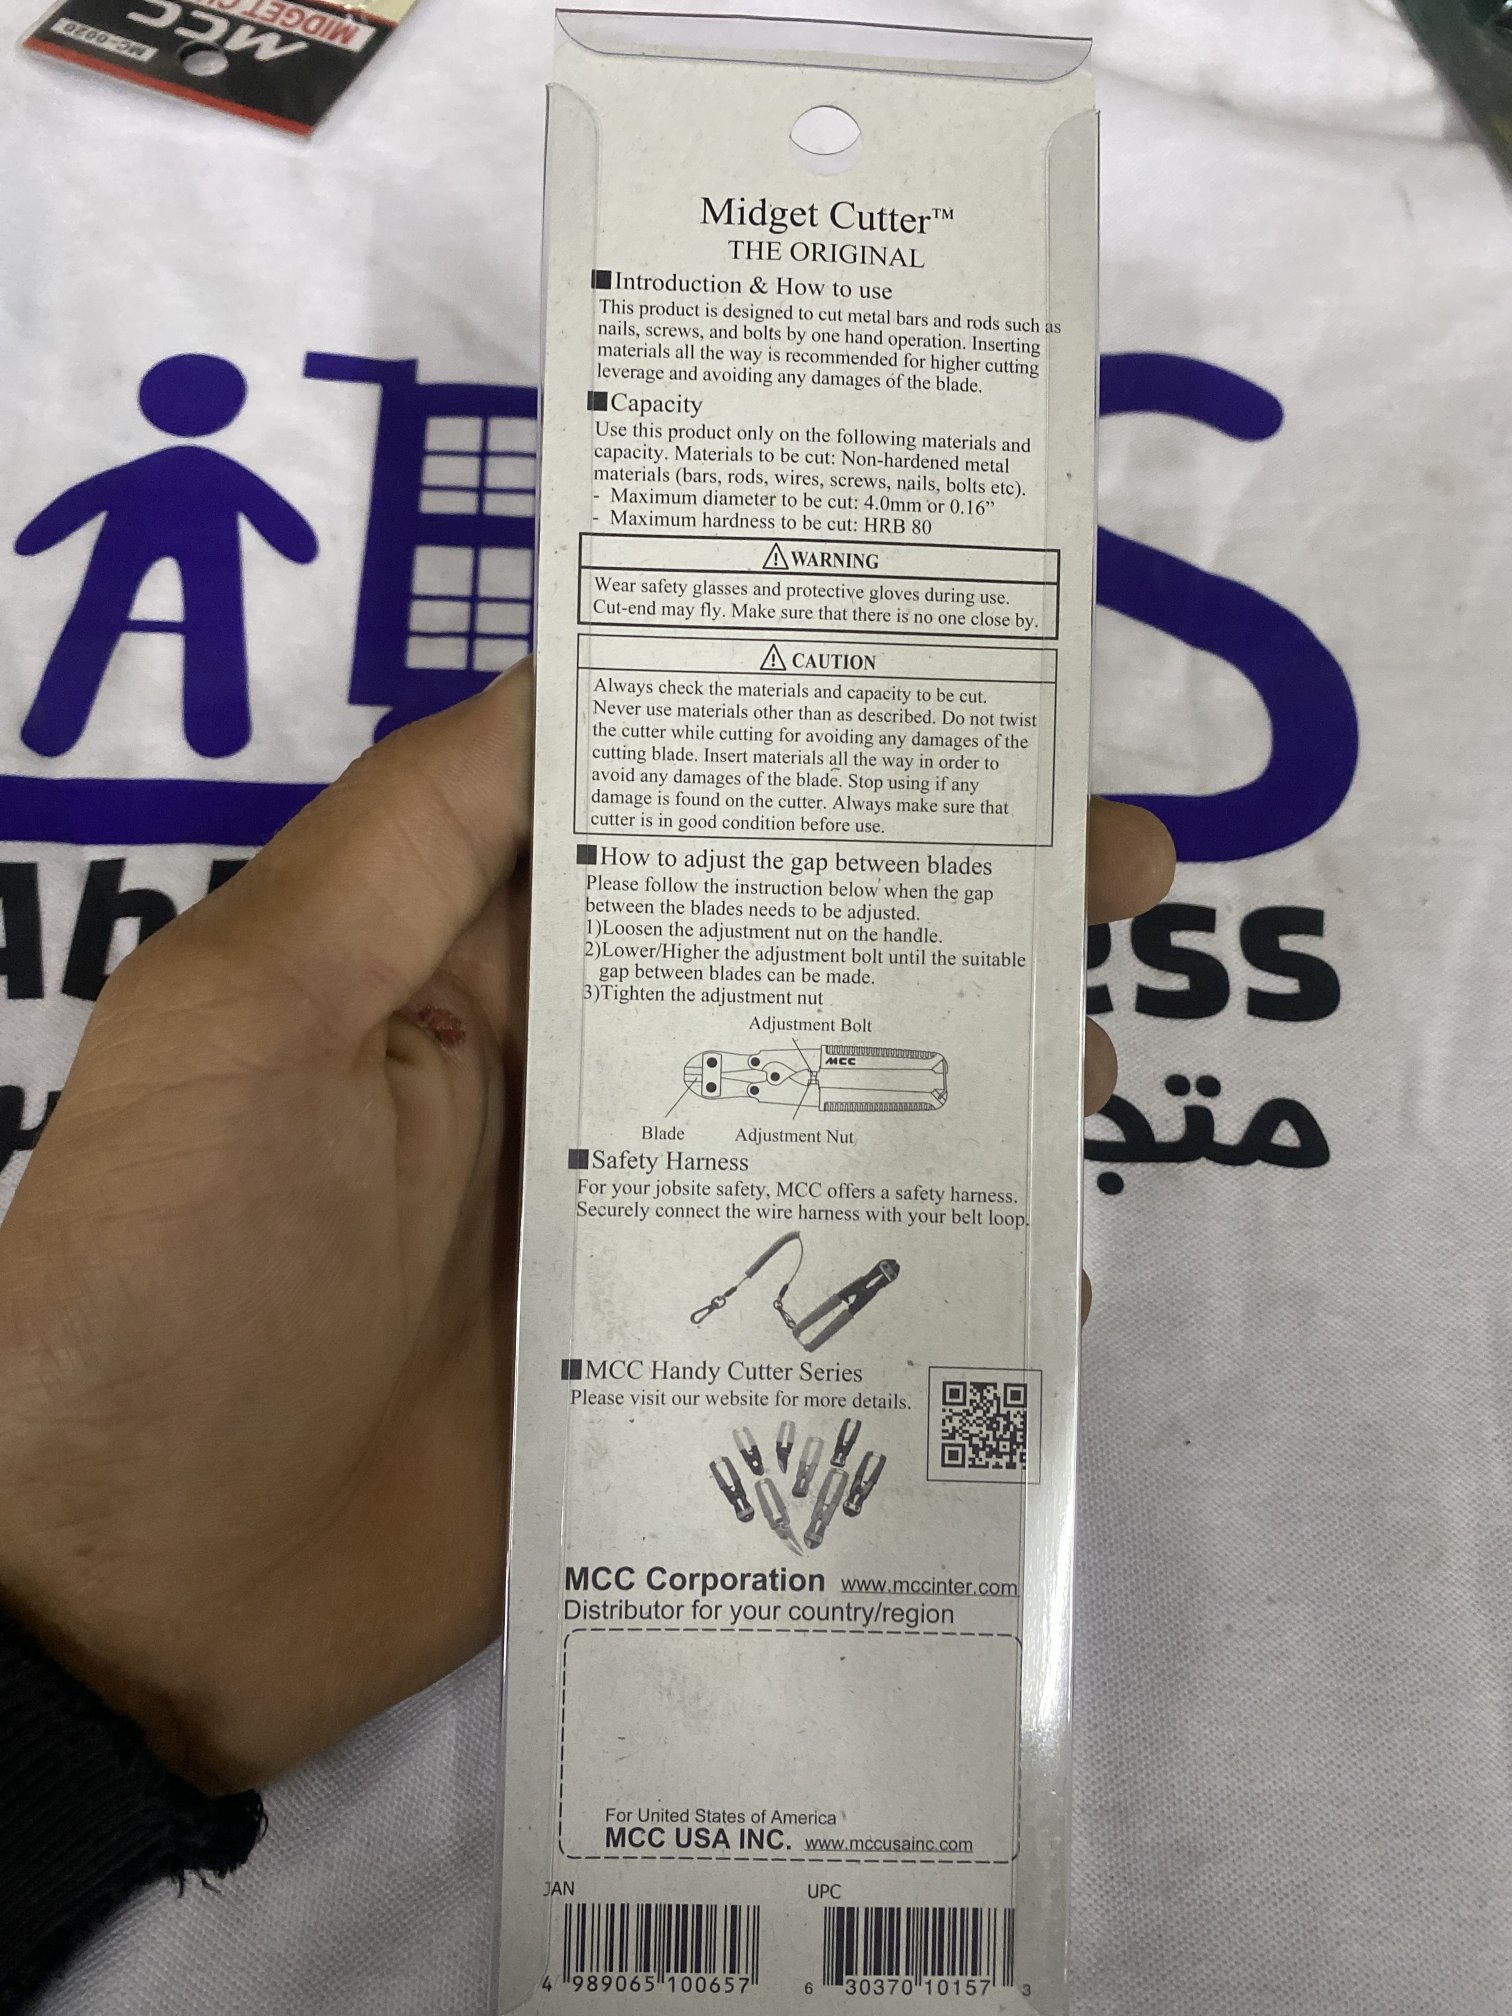 MIDGET
MCC
MC-0020
Midget Cutter™
THE ORIGINAL
■Introduction & How to use
This product is designed to cut metal bars and rods such as
nails, screws, and bolts by one hand operation. Inserting
materials all the way is recommended for higher cutting
leverage and avoiding any damages of the blade.
■Capacity
Use this product only on the following materials and
capacity. Materials to be cut: Non-hardened metal
materials (bars, rods, wires, screws, nails, bolts etc).
- Maximum diameter to be cut: 4.0mm or 0.16”
- Maximum hardness to be cut: HRB 80
⚠ WARNING
Wear safety glasses and protective gloves during use.
Cut-end may fly. Make sure that there is no one close by.
⚠ CAUTION
Always check the materials and capacity to be cut.
Never use materials other than as described. Do not twist
the cutter while cutting for avoiding any damages of the
cutting blade. Insert materials all the way in order to
avoid any damages of the blade. Stop using if any
damage is found on the cutter. Always make sure that
cutter is in good condition before use.
■How to adjust the gap between blades
Please follow the instruction below when the gap
between the blades needs to be adjusted.
1)Loosen the adjustment nut on the handle.
2)Lower/Higher the adjustment bolt until the suitable
gap between blades can be made.
3)Tighten the adjustment nut
Adjustment Bolt
MCC
Blade Adjustment Nut
■Safety Harness
For your jobsite safety, MCC offers a safety harness.
Securely connect the wire harness with your belt loop.
■MCC Handy Cutter Series
Please visit our website for more details.
MCC Corporation www.mccinter.com
Distributor for your country/region
For United States of America
MCC USA INC. www.mccusainc.com
JAN UPC
4 989065 100657 6 30370 10157 3
ess
متج